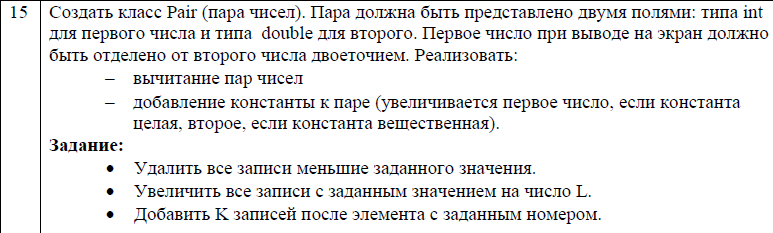 15 Создать класс Pair (пара чисел). Пара должна быть представлено двумя полями: типа int
для первого числа и типа double для второго. Первое число при выводе на экран должно
быть отделено от второго числа двоеточием. Реализовать:
– вычитание пар чисел
– добавление константы к паре (увеличивается первое число, если константа
целая, второе, если константа вещественная).
Задание:
• Удалить все записи меньшие заданного значения.
• Увеличить все записи с заданным значением на число L.
• Добавить K записей после элемента с заданным номером.